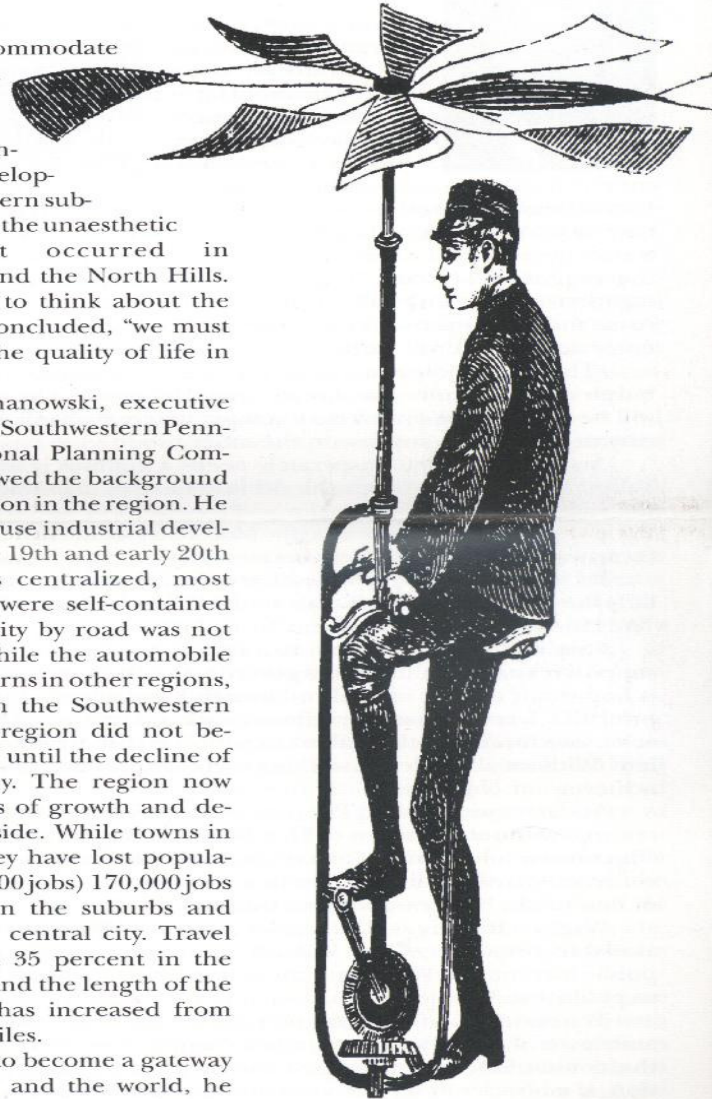 ommodate
n-
elop-
ern sub-
the unaesthetic
t occurred in
nd the North Hills.
to think about the
oncluded, “we must
he quality of life in
manowski, executive
Southwestern Penn-
onal Planning Com-
wed the background
on in the region. He
use industrial devel-
19th and early 20th
s centralized, most
were self-contained
ity by road was not
hile the automobile
rns in other regions,
n the Southwestern
region did not be-
until the decline of
y. The region now
s of growth and de-
side. While towns in
ey have lost popula-
00 jobs) 170,000 jobs
n the suburbs and
central city. Travel
35 percent in the
nd the length of the
has increased from
iles.
to become a gateway
and the world, he